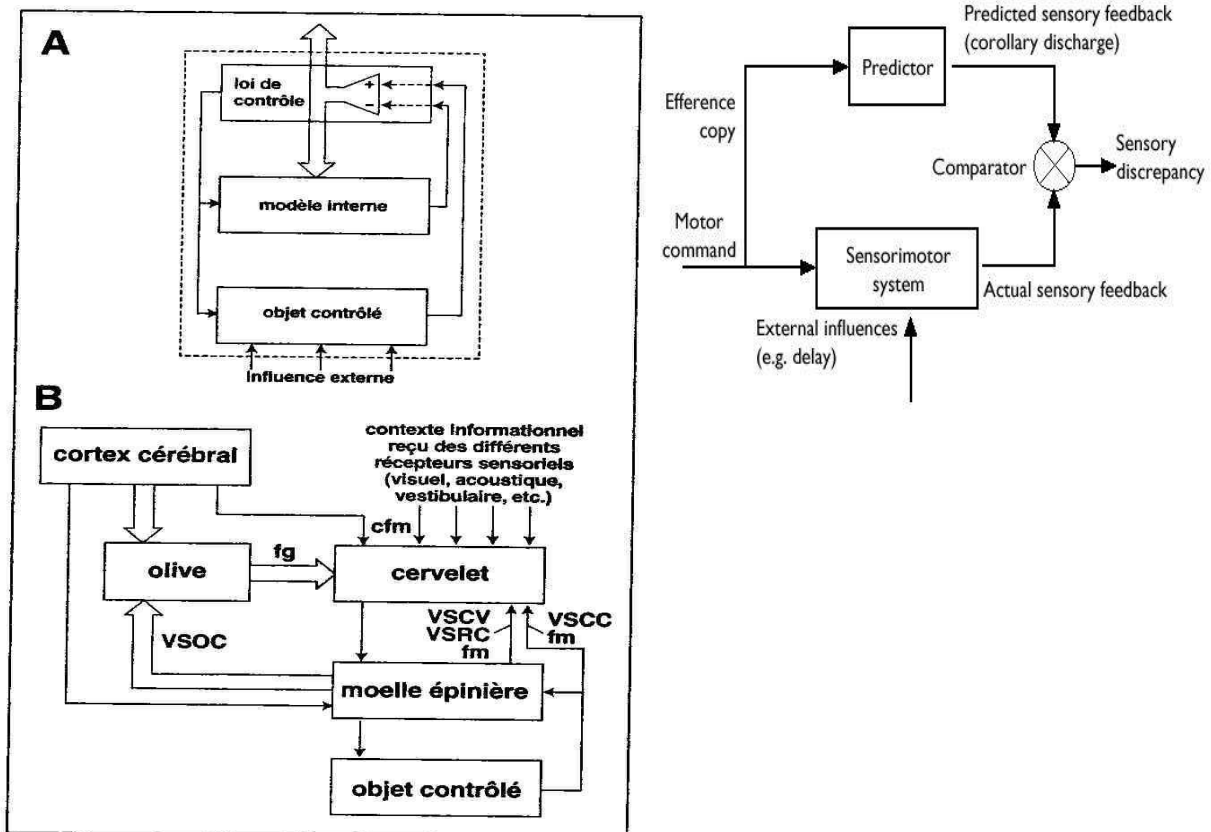 A
loi de
contrôle
+
−
modèle interne
objet contrôlé
Influence externe
B
cortex cérébral
contexte informationnel
reçu des différents
récepteurs sensoriels
(visuel, acoustique,
vestibulaire, etc.)
cfm
olive
fg
cervelet
VSOC
VSCV
VSRC
fm
VSCC
fm
moelle épinière
objet contrôlé
Predicted sensory feedback
(corollary discharge)
Predictor
Efference
copy
Comparator
Sensory
discrepancy
Motor
command
Sensorimotor
system
Actual sensory feedback
External influences
(e.g. delay)